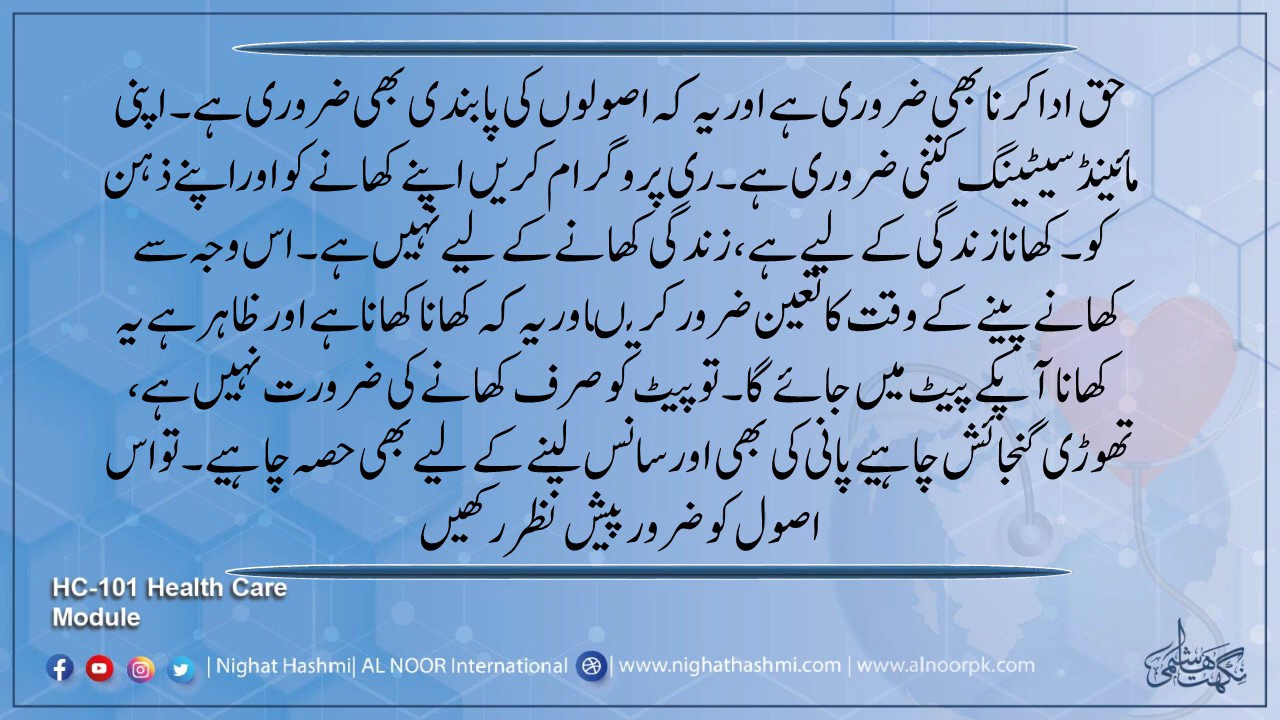 حق ادا کرنا بھی ضروری ہے اور یہ کہ اصولوں کی پابندی بھی ضروری ہے۔ اپنی
مائینڈ سیٹینگ کتنی ضروری ہے۔ ری پروگرام کریں اپنے کھانے کو اور اپنے ذہن
کو۔ کھانا زندگی کے لیے ہے، زندگی کھانے کے لیے نہیں ہے۔ اس وجہ سے
کھانے پینے کے وقت کا تعین ضرور کریں اور یہ کہ کھانا کھانا ہے اور ظاہر ہے یہ
کھانا آپکے پیٹ میں جائے گا۔ تو پیٹ کو صرف کھانے کی ضرورت نہیں ہے،
تھوڑی گنجائش چاہیے پانی کی بھی اور سانس لینے کے لیے بھی حصہ چاہیے۔ تو اس
اصول کو ضرور پیش نظر رکھیں
HC-101 Health Care
Module
| Nighat Hashmi| AL NOOR International | www.nighathashmi.com | www.alnoorpk.com
نگہت ہاشمی